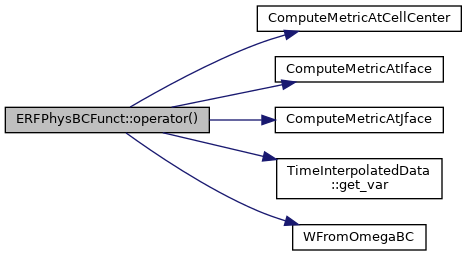 ComputeMetricAtCellCenter
ComputeMetricAtIface
ERFPhysBCFunct::operator()
ComputeMetricAtJface
TimeInterpolatedData
::get_var
WFromOmegaBC